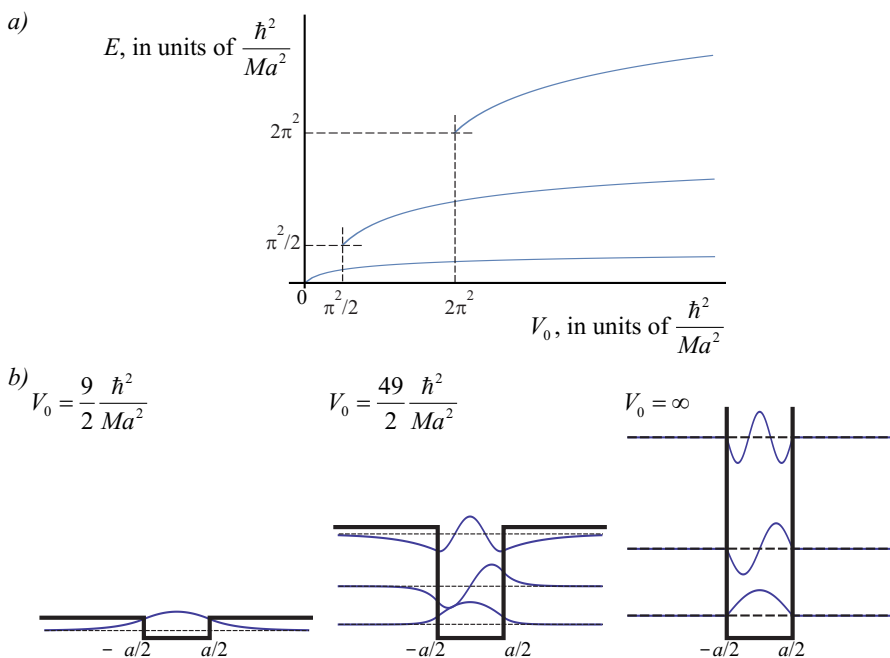 a)
E, in units of ħ²/Ma²
2π²
π²/2
0
π²/2
2π²
V₀, in units of ħ²/Ma²
b)
V₀ = 9/2 ħ²/Ma²
V₀ = 49/2 ħ²/Ma²
V₀ = ∞
− a/2 a/2
−a/2 a/2
−a/2 a/2